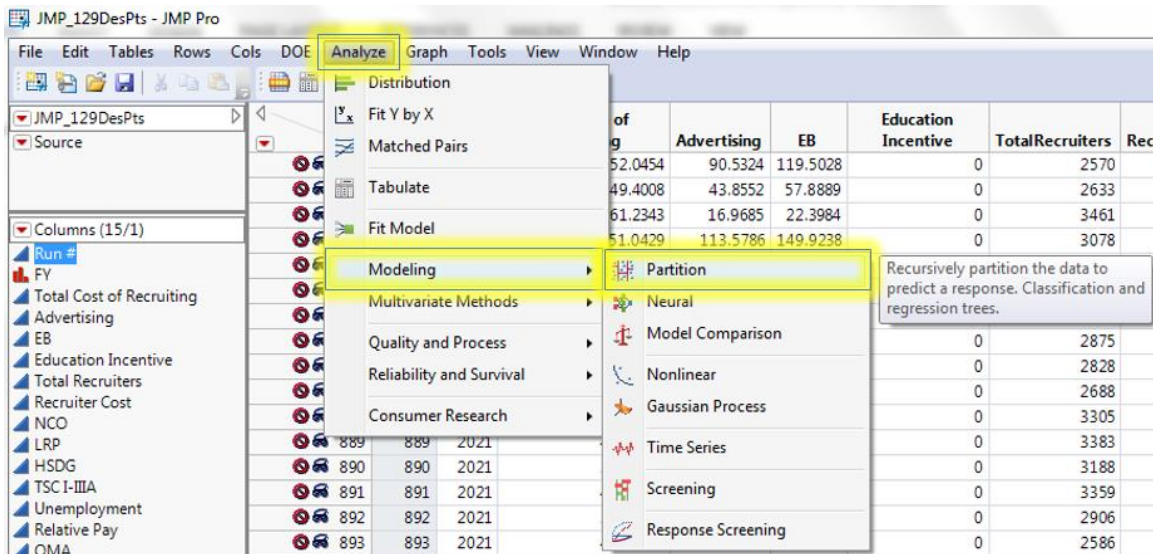 JMP_129DesPts - JMP Pro
File Edit Tables Rows Cols DOE Analyze Graph Tools View Window Help
JMP_129DesPts
Source
Columns (15/1)
Run #
FY
Total Cost of Recruiting
Advertising
EB
Education Incentive
Total Recruiters
Recruiter Cost
NCO
LRP
HSDG
TSC I-IIIA
Unemployment
Relative Pay
OMA
Distribution
Fit Y by X
Matched Pairs
Tabulate
Fit Model
Modeling
Multivariate Methods
Quality and Process
Reliability and Survival
Consumer Research
Partition
Neural
Model Comparison
Nonlinear
Gaussian Process
Time Series
Screening
Response Screening
Recursively partition the data to
predict a response. Classification and
regression trees.
of Education
Advertising EB Incentive TotalRecruiters Rec
52.0454 90.5324 119.5028 0 2570
49.4008 43.8552 57.8889 0 2633
61.2343 16.9685 22.3984 0 3461
51.0429 113.5786 149.9238 0 3078
0 2875
0 2828
0 2688
0 3305
889 889 2021 0 3383
890 890 2021 0 3188
891 891 2021 0 3359
892 892 2021 0 2906
893 893 2021 0 2586